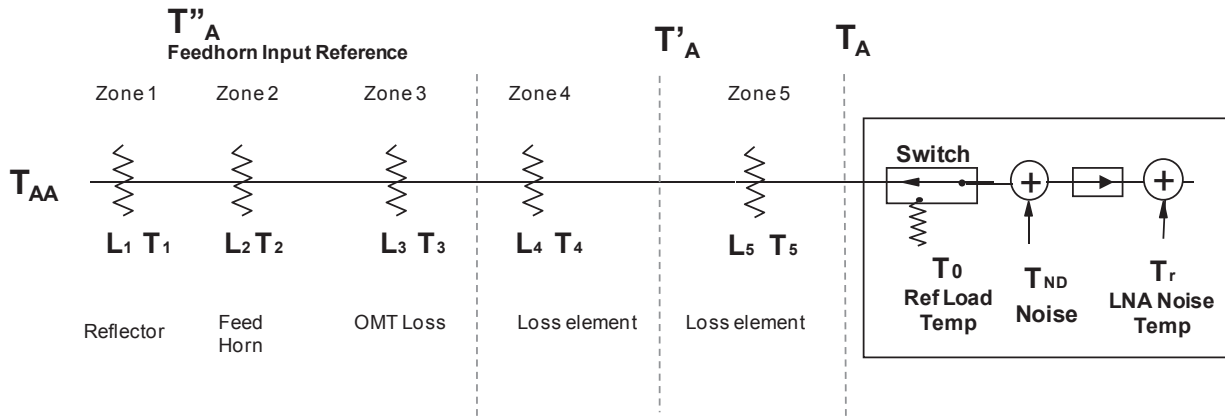 T”A
Feedhorn Input Reference
T’A
TA
Zone 1
Zone 2
Zone 3
Zone 4
Zone 5
Switch
TAA
L1 T1
L2 T2
L3 T3
L4 T4
L5 T5
T0
Ref Load
Temp
TND
Noise
Tr
LNA Noise
Temp
Reflector
Feed
Horn
OMT Loss
Loss element
Loss element